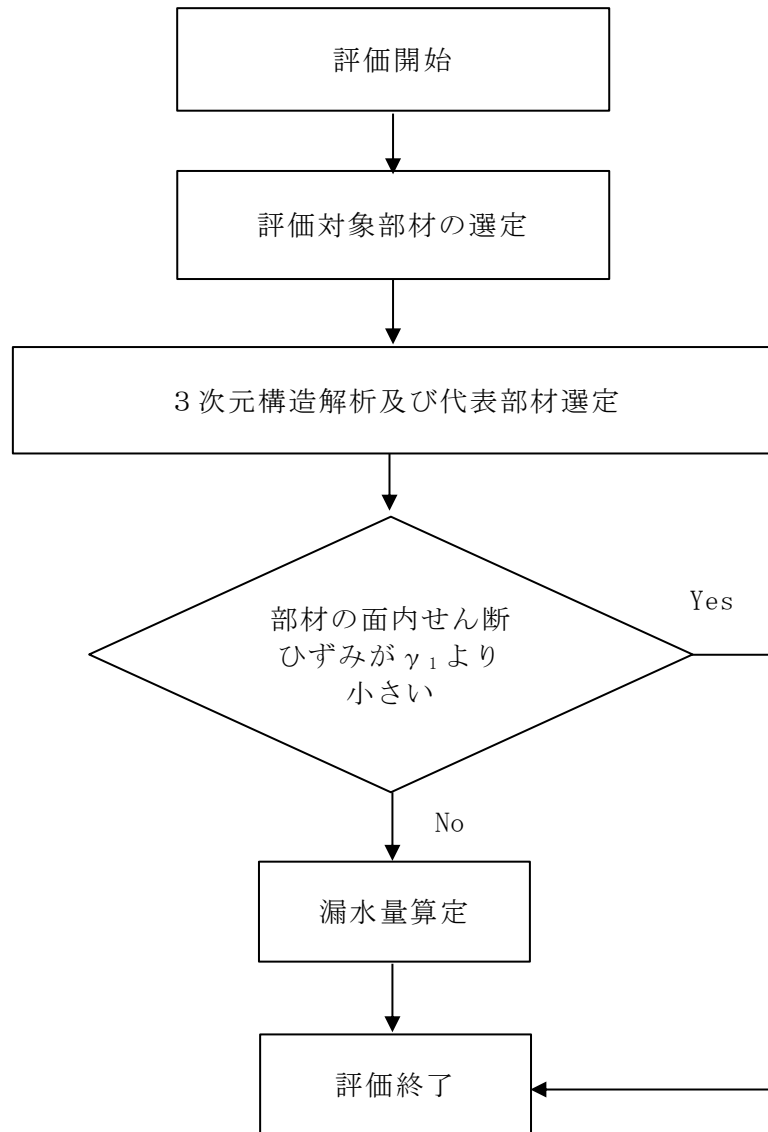 評価開始
評価対象部材の選定
３次元構造解析及び代表部材選定
部材の面内せん断
ひずみがγ₁より
小さい
Yes
No
漏水量算定
評価終了